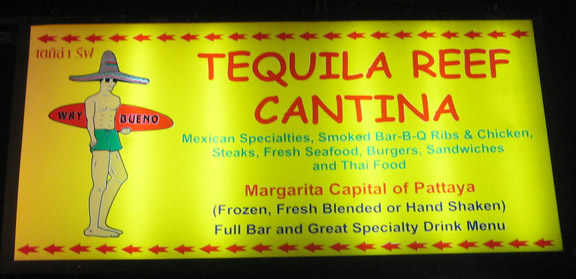 เตกีล่า รีฟ
TEQUILA REEF
CANTINA
WAY BUENO
Mexican Specialties, Smoked Bar-B-Q Ribs & Chicken,
Steaks, Fresh Seafood, Burgers, Sandwiches
and Thai Food
Margarita Capital of Pattaya
(Frozen, Fresh Blended or Hand Shaken)
Full Bar and Great Specialty Drink Menu